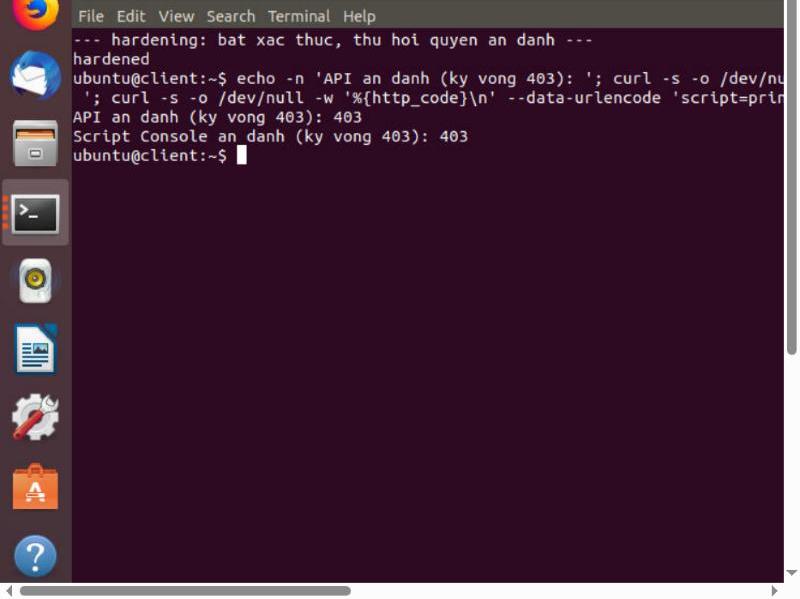 File Edit View Search Terminal Help
--- hardening: bat xac thuc, thu hoi quyen an danh ---
hardened
ubuntu@client:~$ echo -n 'API an danh (ky vong 403): '; curl -s -o /dev/nu
'; curl -s -o /dev/null -w '%{http_code}\n' --data-urlencode 'script=prin
API an danh (ky vong 403): 403
Script Console an danh (ky vong 403): 403
ubuntu@client:~$